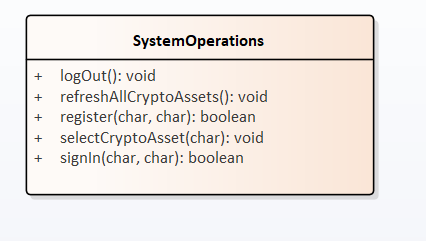 SystemOperations
+ logOut(): void
+ refreshAllCryptoAssets(): void
+ register(char, char): boolean
+ selectCryptoAsset(char): void
+ signIn(char, char): boolean